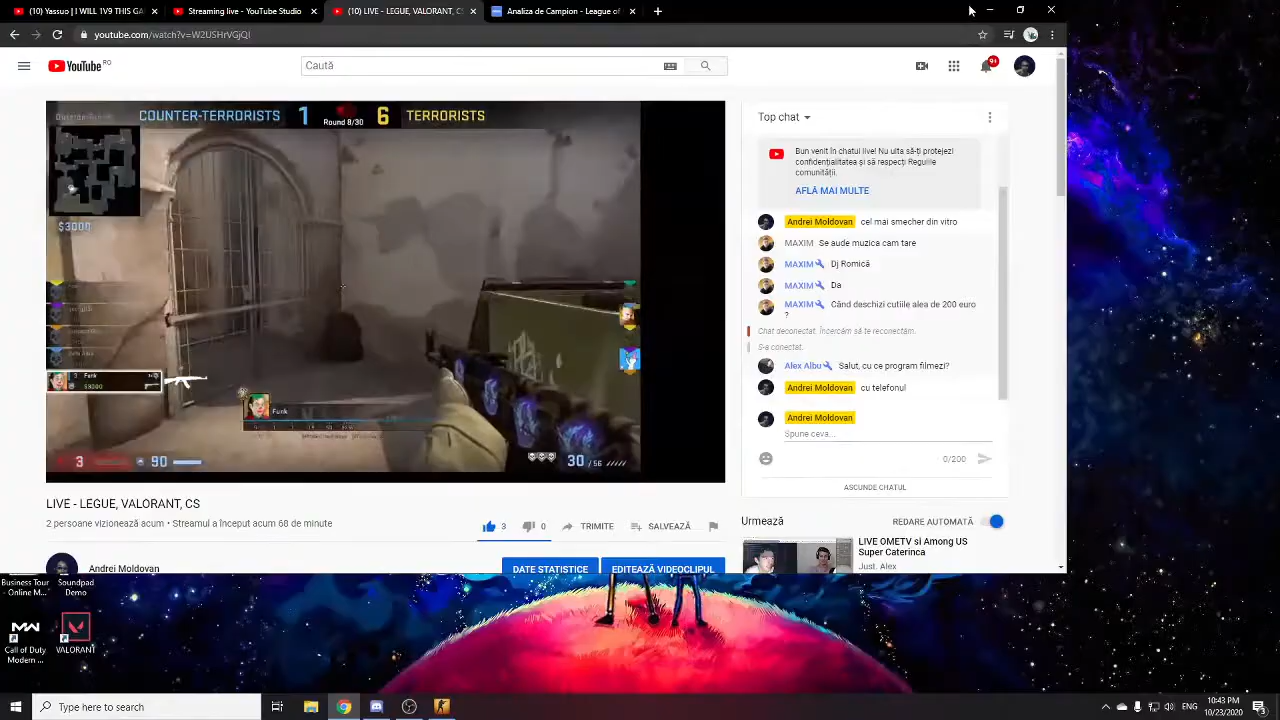 (10) Yassuo | I WILL 1V9 THIS GA
Streaming live - YouTube Studio
(10) LIVE - LEGUE, VALORANT, CS
Analiza de Campion - League of
youtube.com/watch?v=W2USHrVGjQI
YouTube RO
Caută
9+
COUNTER-TERRORISTS 1 Round 8/30 6 TERRORISTS
$3000
3 Funk
$3000
Funk
3 90
30 / 56
Top chat
Bun venit în chatul live! Nu uita să-ți protejezi
confidențialitatea și să respecți Regulile
comunității.
AFLĂ MAI MULTE
Andrei Moldovan cel mai smecher din vitro
MAXIM Se aude muzica cam tare
MAXIM Dj Romică
MAXIM Da
MAXIM Când deschizi cutiile alea de 200 euro
?
Chat deconectat. Încercăm să te reconectăm.
S-a conectat.
Alex Albu Salut, cu ce program filmezi?
Andrei Moldovan cu telefonul
Andrei Moldovan
Spune ceva...
0/200
ASCUNDE CHATUL
LIVE - LEGUE, VALORANT, CS
2 persoane vizionează acum • Streamul a început acum 68 de minute
3 0 TRIMITE SALVEAZĂ
Andrei Moldovan
DATE STATISTICE
EDITEAZĂ VIDEOCLIPUL
Urmează
REDARE AUTOMATĂ
LIVE OMETV si Among US
Super Caterinca
Just. Alex
Business Tour
Online M...
Soundpad
Demo
Call of Duty
Modern ...
VALORANT
Type here to search
ENG
10:43 PM
10/23/2020
3